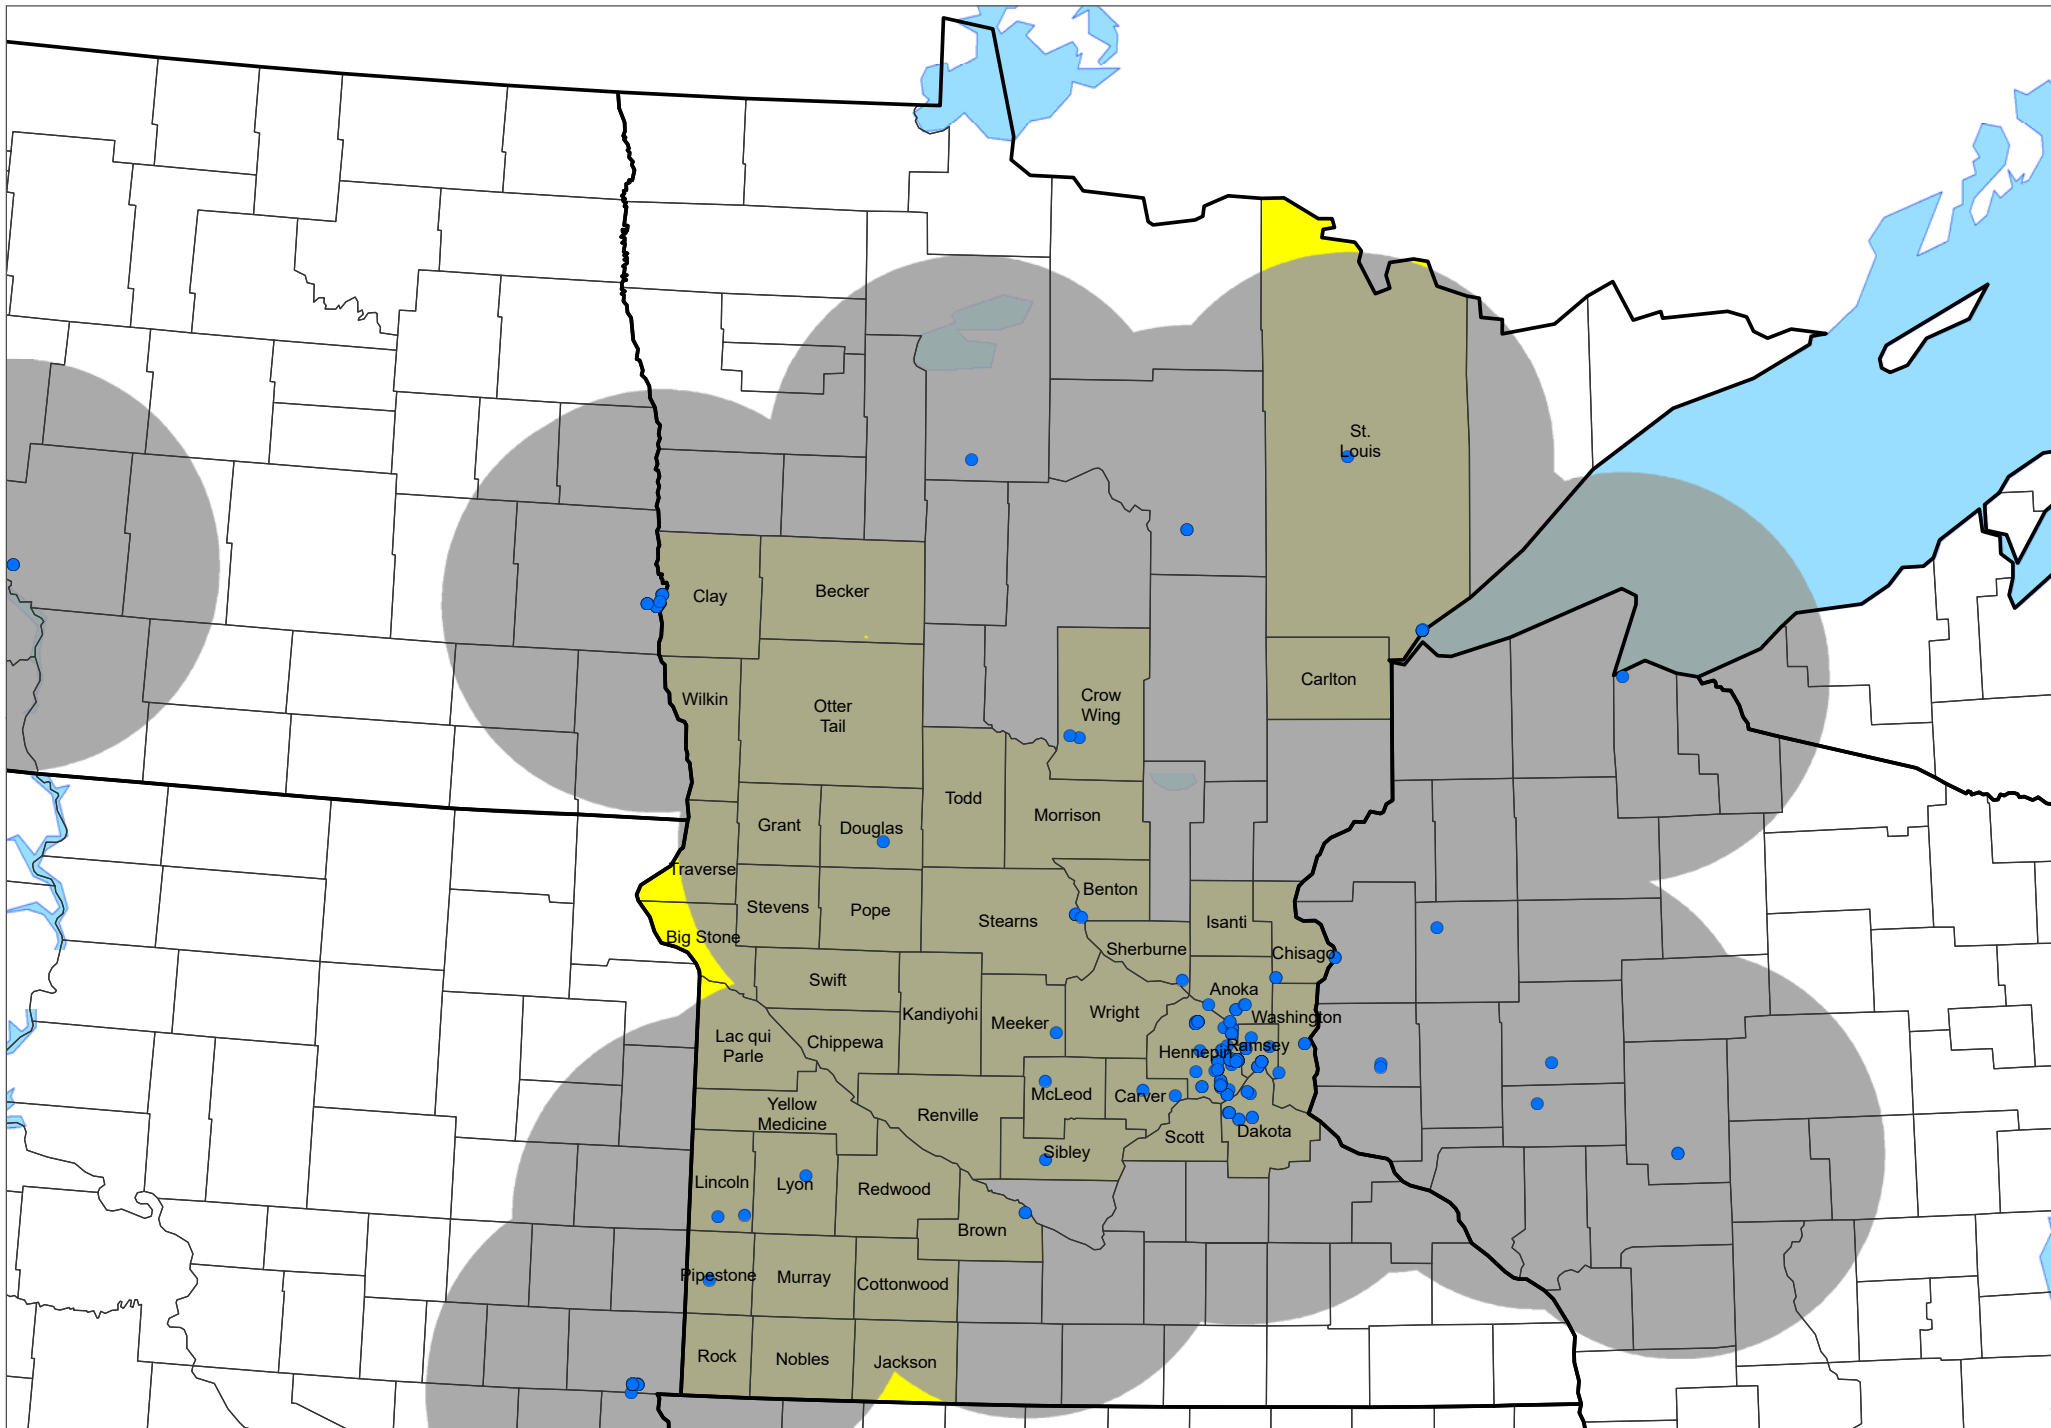 St.
Louis
Clay
Becker
Carlton
Wilkin
Crow
Wing
Otter
Tail
Todd
Morrison
Grant
Douglas
Traverse
Benton
Stevens
Pope
Stearns
Isanti
Big Stone
Sherburne
Chisago
Swift
Anoka
Kandiyohi
Meeker
Wright
Washington
Lac qui
Parle
Chippewa
Hennepin
Ramsey
McLeod
Carver
Yellow
Medicine
Renville
Scott
Dakota
Sibley
Lincoln
Lyon
Redwood
Brown
Pipestone
Murray
Cottonwood
Rock
Nobles
Jackson